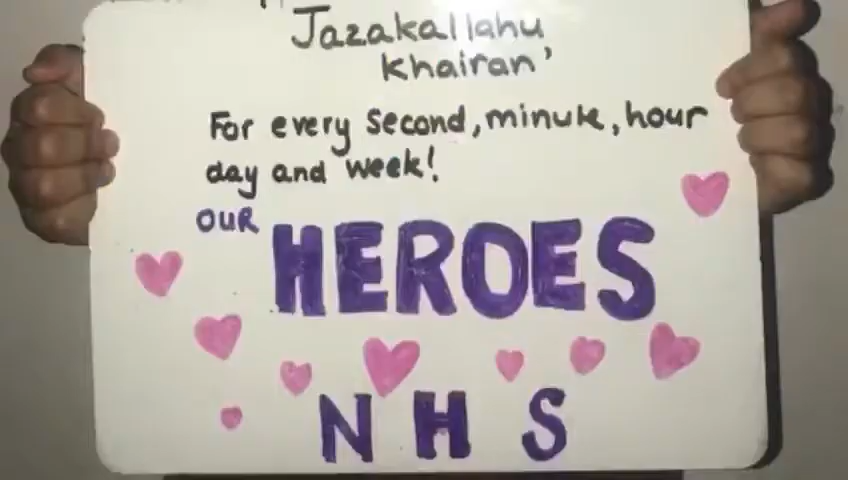 Jazakallahu
Khairan'
For every second, minute, hour
day and week!
OUR
HEROES
NHS